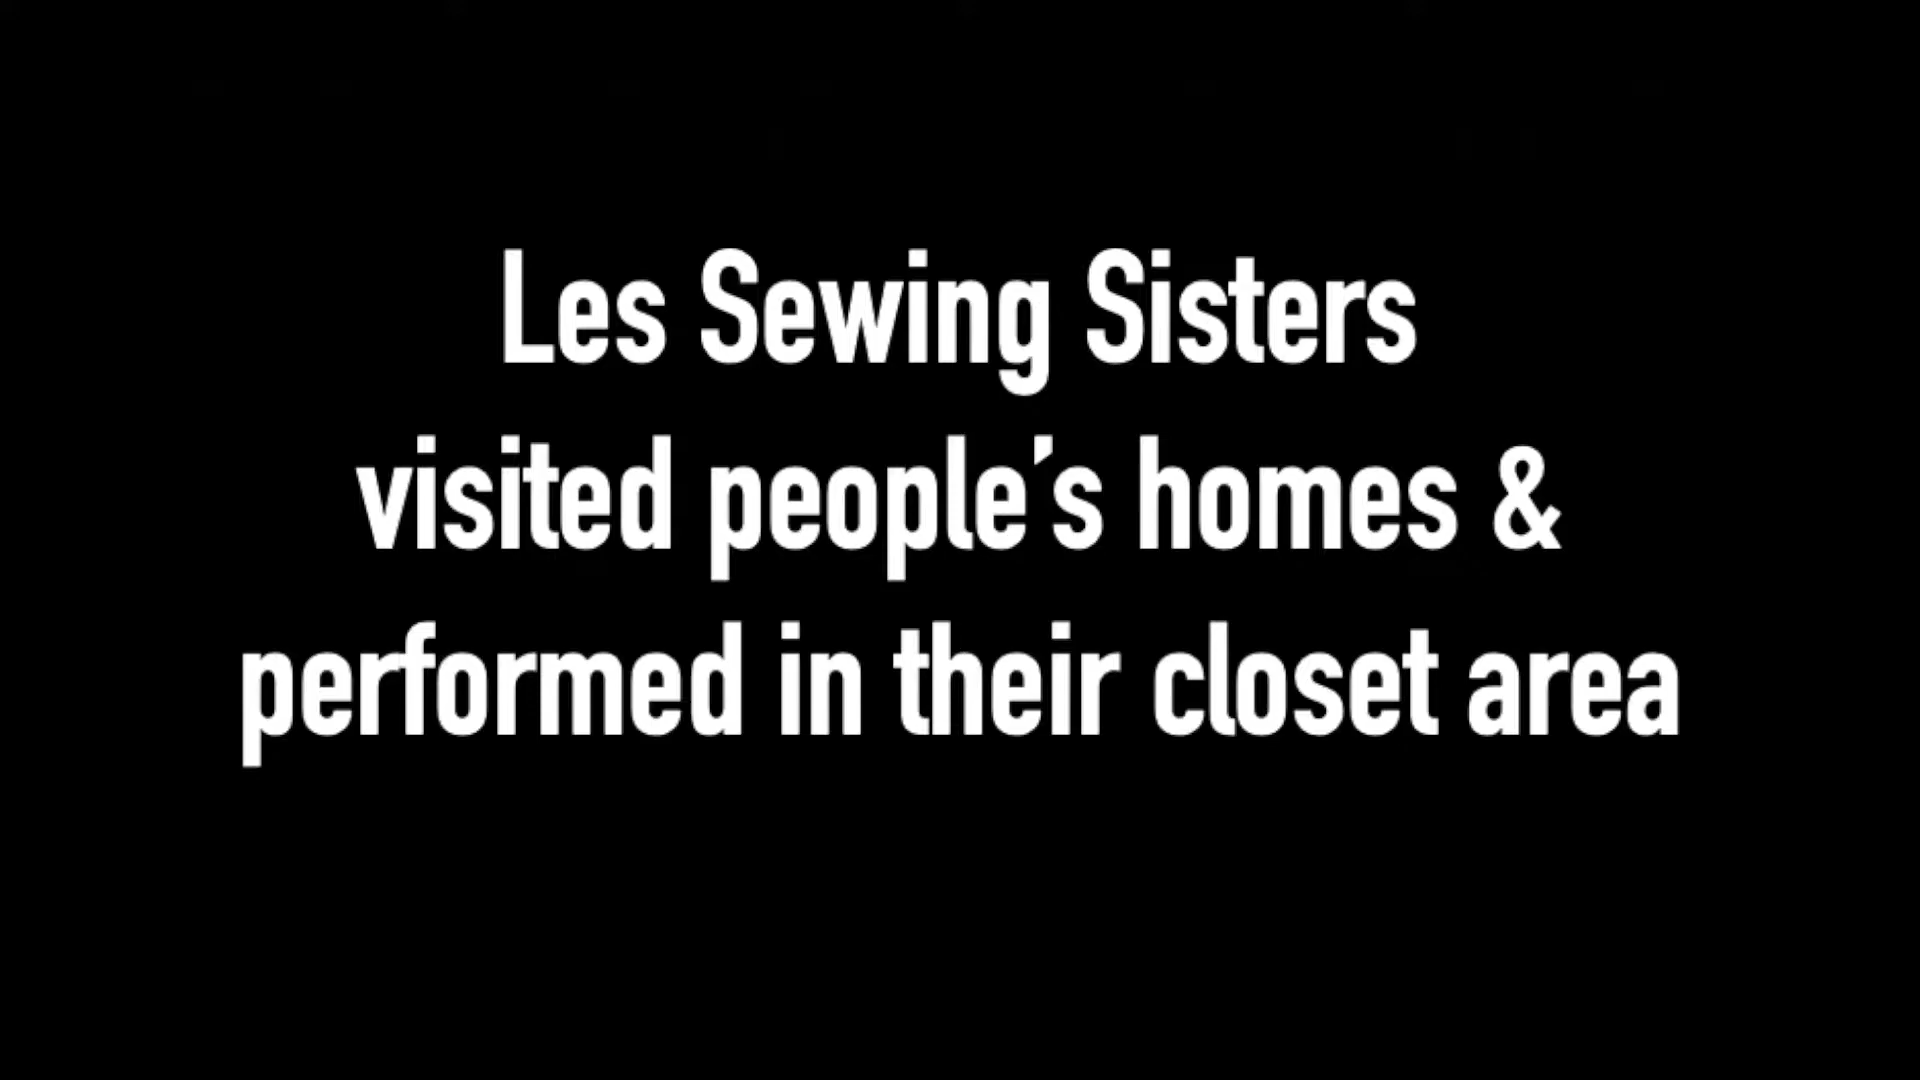 Les Sewing Sisters
visited people’s homes &
performed in their closet area